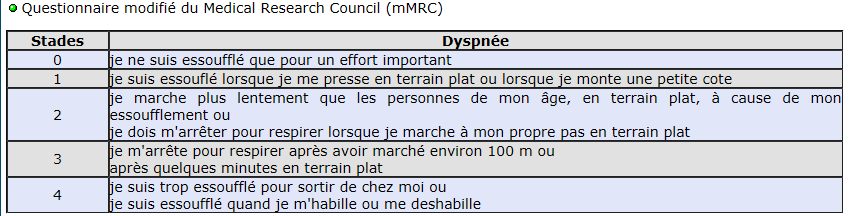 Questionnaire modifié du Medical Research Council (mMRC)
Stades Dyspnée
0 je ne suis essoufflé que pour un effort important
1 je suis essouflé lorsque je me presse en terrain plat ou lorsque je monte une petite cote
je marche plus lentement que les personnes de mon âge, en terrain plat, à cause de mon
2 essoufflement ou
je dois m'arrêter pour respirer lorsque je marche à mon propre pas en terrain plat
3 je m'arrête pour respirer après avoir marché environ 100 m ou
après quelques minutes en terrain plat
4 je suis trop essoufflé pour sortir de chez moi ou
je suis essoufflé quand je m'habille ou me deshabille